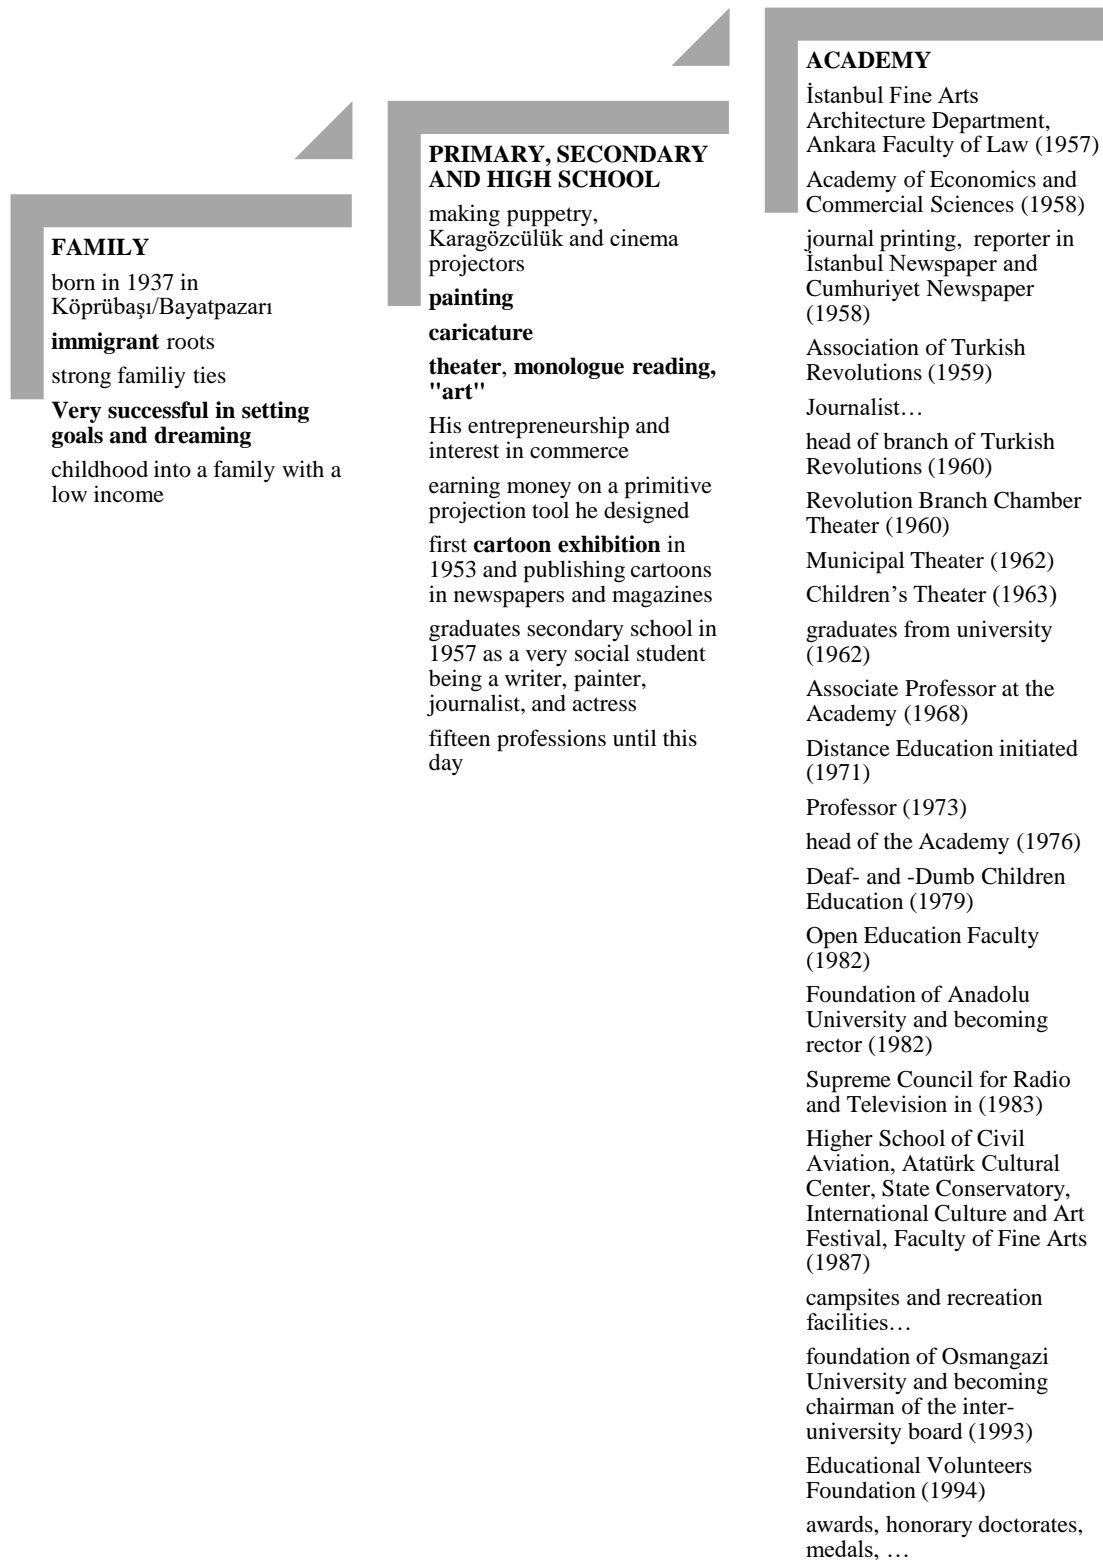 FAMILY
born in 1937 in
Köprübaşı/Bayatpazarı
immigrant roots
strong familiy ties
Very successful in setting
goals and dreaming
childhood into a family with a
low income
PRIMARY, SECONDARY
AND HIGH SCHOOL
making puppetry,
Karagözcülük and cinema
projectors
painting
caricature
theater, monologue reading,
"art"
His entrepreneurship and
interest in commerce
earning money on a primitive
projection tool he designed
first cartoon exhibition in
1953 and publishing cartoons
in newspapers and magazines
graduates secondary school in
1957 as a very social student
being a writer, painter,
journalist, and actress
fifteen professions until this
day
ACADEMY
İstanbul Fine Arts
Architecture Department,
Ankara Faculty of Law (1957)
Academy of Economics and
Commercial Sciences (1958)
journal printing, reporter in
İstanbul Newspaper and
Cumhuriyet Newspaper
(1958)
Association of Turkish
Revolutions (1959)
Journalist…
head of branch of Turkish
Revolutions (1960)
Revolution Branch Chamber
Theater (1960)
Municipal Theater (1962)
Children’s Theater (1963)
graduates from university
(1962)
Associate Professor at the
Academy (1968)
Distance Education initiated
(1971)
Professor (1973)
head of the Academy (1976)
Deaf- and -Dumb Children
Education (1979)
Open Education Faculty
(1982)
Foundation of Anadolu
University and becoming
rector (1982)
Supreme Council for Radio
and Television in (1983)
Higher School of Civil
Aviation, Atatürk Cultural
Center, State Conservatory,
International Culture and Art
Festival, Faculty of Fine Arts
(1987)
campsites and recreation
facilities…
foundation of Osmangazi
University and becoming
chairman of the inter-
university board (1993)
Educational Volunteers
Foundation (1994)
awards, honorary doctorates,
medals, …